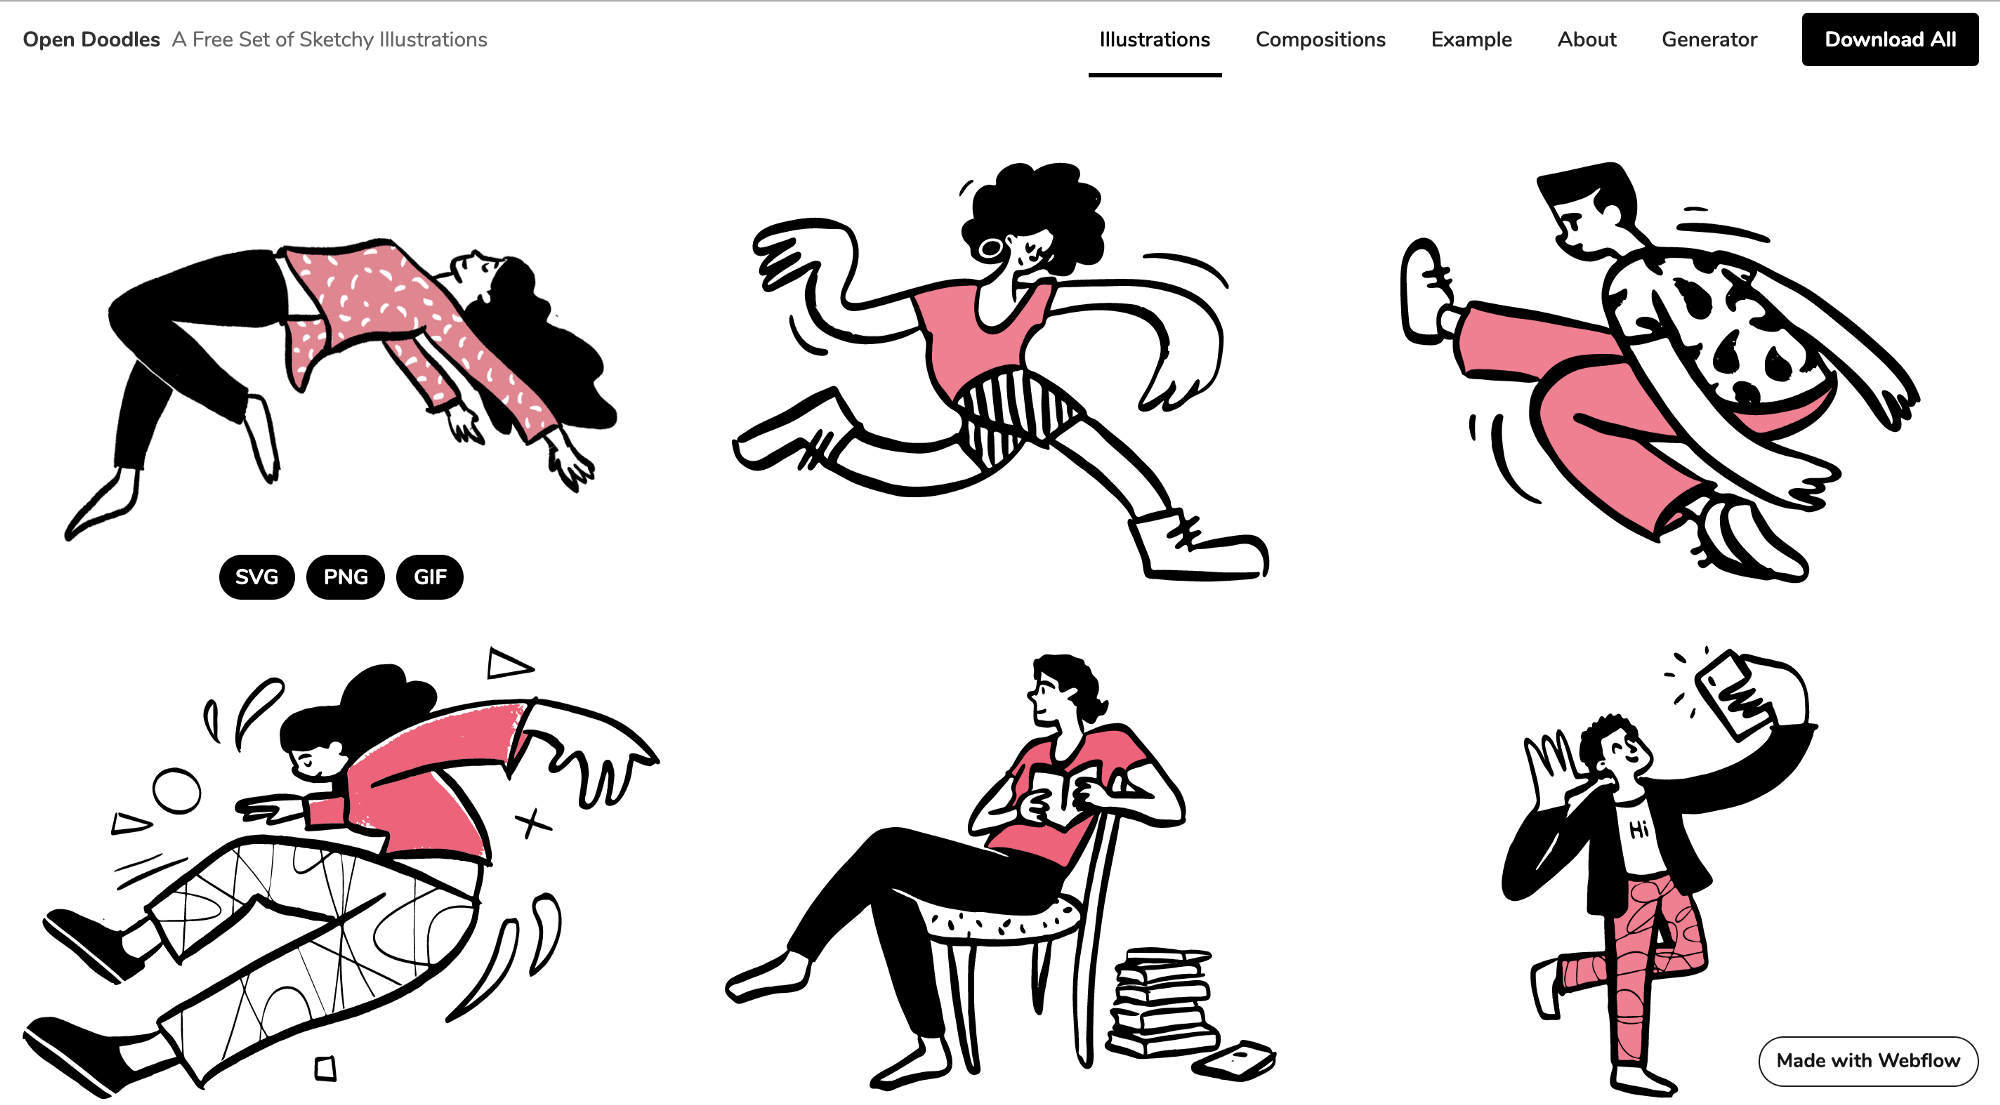 Open Doodles A Free Set of Sketchy Illustrations
Illustrations Compositions Example About Generator Download All
SVG PNG GIF
Hi
Made with Webflow